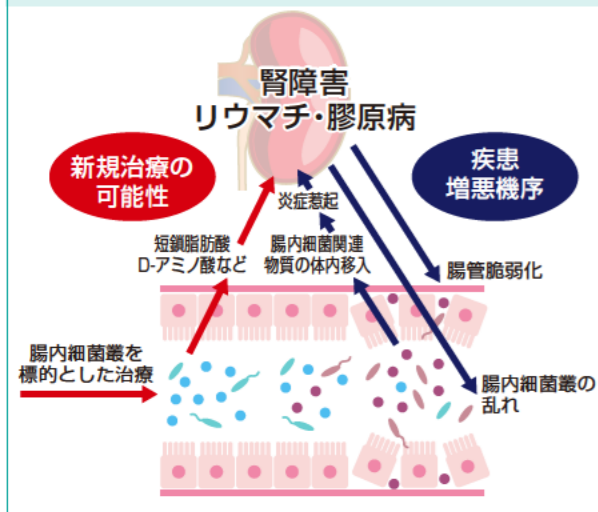 腎障害
リウマチ・膠原病
新規治療の
可能性
疾患
増悪機序
炎症惹起
短鎖脂肪酸
D-アミノ酸など
腸内細菌関連
物質の体内移入
腸管脆弱化
腸内細菌叢を
標的とした治療
腸内細菌叢の
乱れ